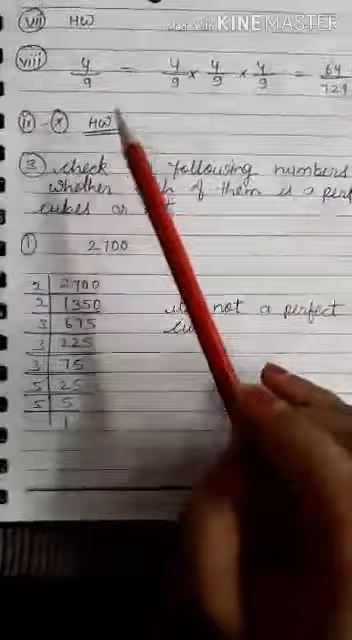 Made with KINEMASTER
vii HW
viii 4/9 = 4/9 × 4/9 × 4/9 = 64/729
ix - x HW
3 check following numbers
whether of them is a perf
cubes or
1 2700
2 2700
2 1350 not a perfect
3 675
3 225
3 75
5 25
5 5
1